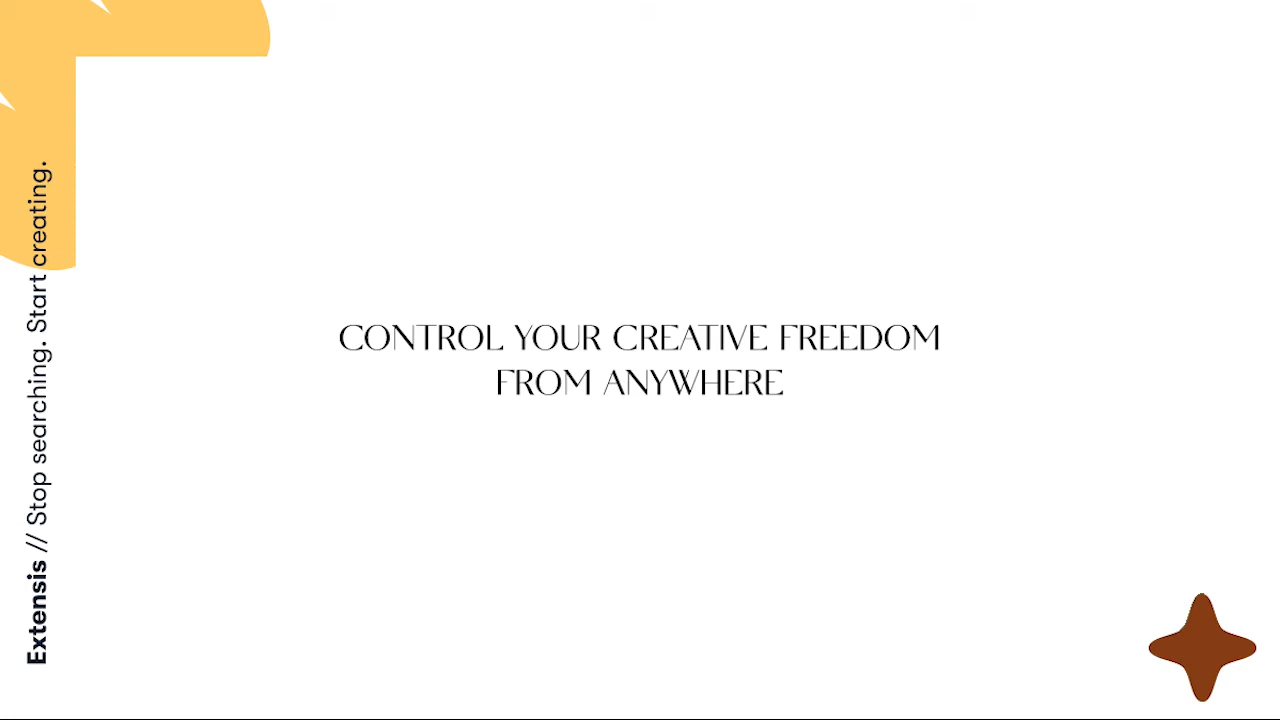 CONTROL YOUR CREATIVE FREEDOM
FROM ANYWHERE
Extensis // Stop searching. Start creating.